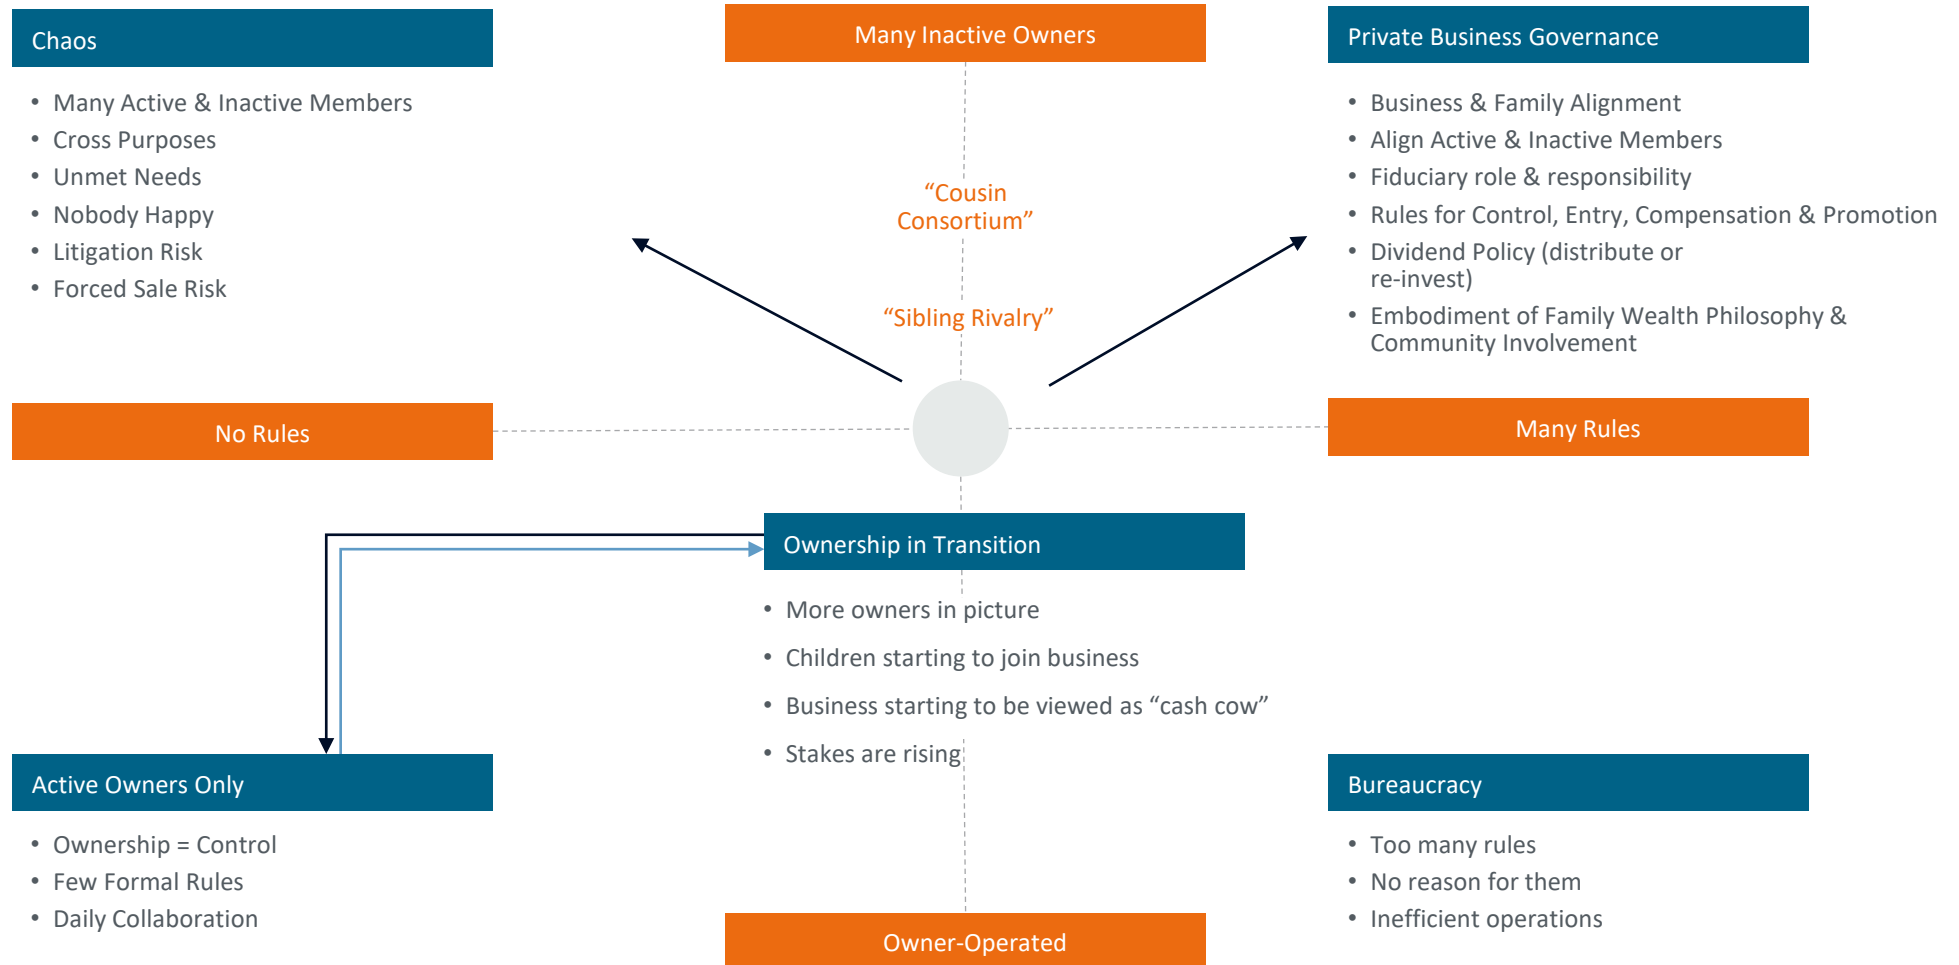 Chaos
• Many Active & Inactive Members
• Cross Purposes
• Unmet Needs
• Nobody Happy
• Litigation Risk
• Forced Sale Risk
Many Inactive Owners
“Cousin
Consortium”
“Sibling Rivalry”
Private Business Governance
• Business & Family Alignment
• Align Active & Inactive Members
• Fiduciary role & responsibility
• Rules for Control, Entry, Compensation & Promotion
• Dividend Policy (distribute or
re-invest)
• Embodiment of Family Wealth Philosophy &
Community Involvement
No Rules
Many Rules
Ownership in Transition
• More owners in picture
• Children starting to join business
• Business starting to be viewed as “cash cow”
• Stakes are rising
Active Owners Only
• Ownership = Control
• Few Formal Rules
• Daily Collaboration
Owner-Operated
Bureaucracy
• Too many rules
• No reason for them
• Inefficient operations